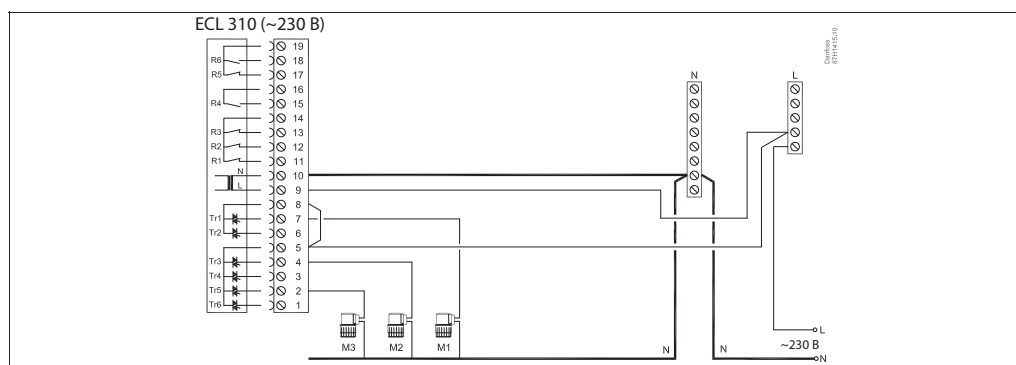 ECL 310 (~230 В)
Danfoss
87H1415.10
19
R6 18
R5 17
16
R4 15
14
R3 13
R2 12
R1 11
N 10
L 9
8
Tr1 7
Tr2 6
5
Tr3 4
Tr4 3
Tr5 2
Tr6 1
N
L
M3
M2
M1
N
N
L
~230 В
N